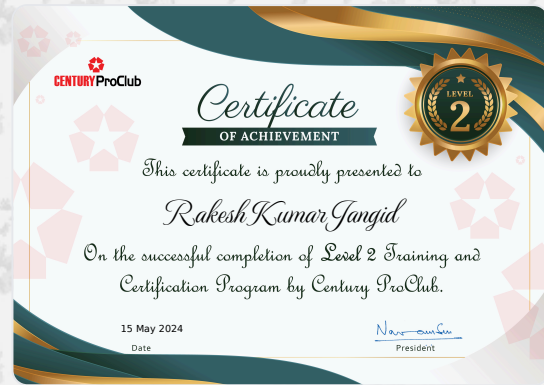 CENTURY ProClub
LEVEL
2
Certificate
OF ACHIEVEMENT
This certificate is proudly presented to
Rakesh Kumar Jangid
On the successful completion of Level 2 Training and
Certification Program by Century ProClub.
15 May 2024
Date
President